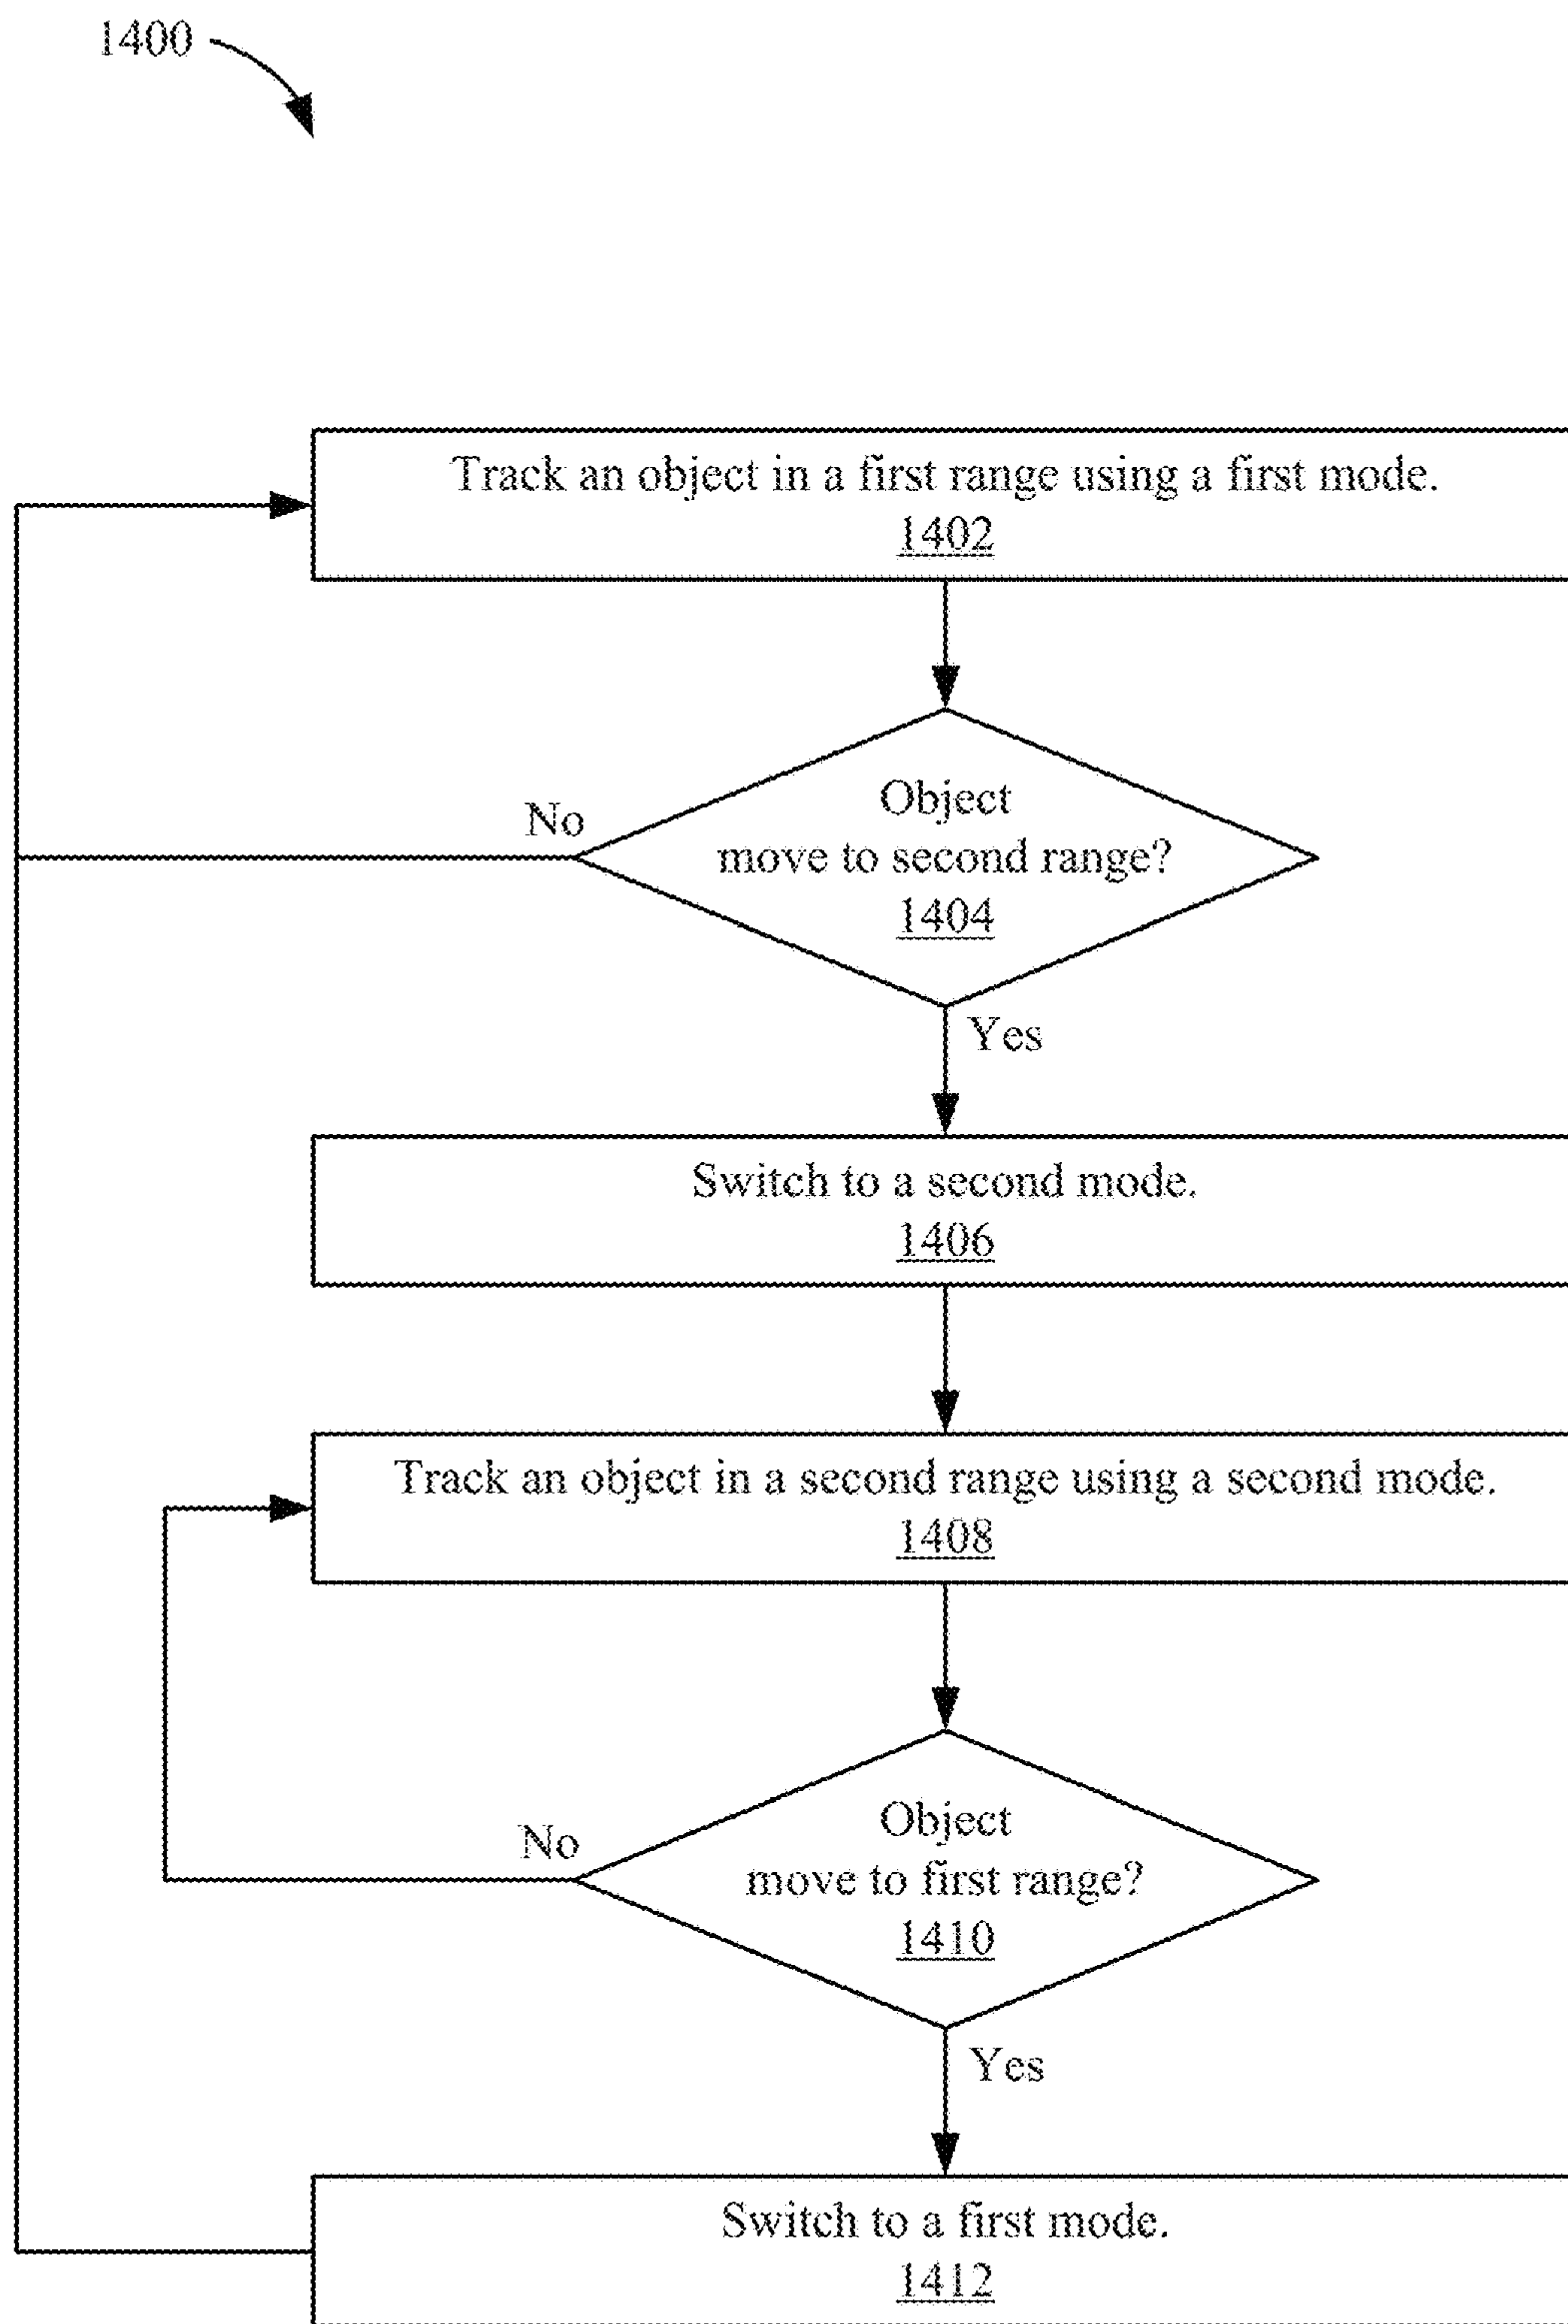 1400
Track an object in a first range using a first mode.
1402
Object
move to second range?
1404
No
Yes
Switch to a second mode.
1406
Track an object in a second range using a second mode.
1408
Object
move to first range?
1410
No
Yes
Switch to a first mode.
1412